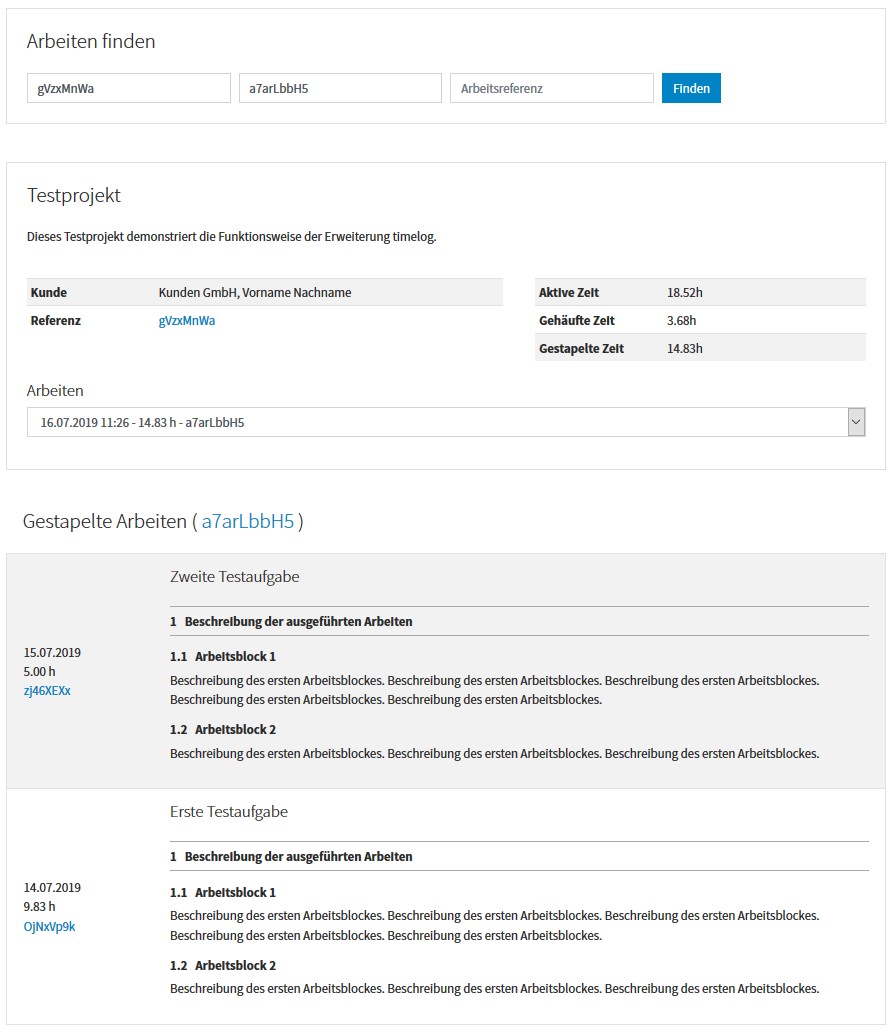 Arbeiten finden
gVzxMnWa a7arLbbH5 Arbeitsreferenz Finden
Testprojekt
Dieses Testprojekt demonstriert die Funktionsweise der Erweiterung timelog.
Kunde Kunden GmbH, Vorname Nachname Aktive Zeit 18.52h
Referenz gVzxMnWa Gehäufte Zeit 3.68h
Gestapelte Zeit 14.83h
Arbeiten
16.07.2019 11:26 - 14.83 h - a7arLbbH5
Gestapelte Arbeiten ( a7arLbbH5 )
Zweite Testaufgabe
1 Beschreibung der ausgeführten Arbeiten
15.07.2019
5.00 h
zj46XEXx
1.1 Arbeitsblock 1
Beschreibung des ersten Arbeitsblockes. Beschreibung des ersten Arbeitsblockes. Beschreibung des ersten Arbeitsblockes.
Beschreibung des ersten Arbeitsblockes. Beschreibung des ersten Arbeitsblockes.
1.2 Arbeitsblock 2
Beschreibung des ersten Arbeitsblockes. Beschreibung des ersten Arbeitsblockes. Beschreibung des ersten Arbeitsblockes.
Erste Testaufgabe
1 Beschreibung der ausgeführten Arbeiten
14.07.2019
9.83 h
OjNxVp9k
1.1 Arbeitsblock 1
Beschreibung des ersten Arbeitsblockes. Beschreibung des ersten Arbeitsblockes. Beschreibung des ersten Arbeitsblockes.
Beschreibung des ersten Arbeitsblockes. Beschreibung des ersten Arbeitsblockes.
1.2 Arbeitsblock 2
Beschreibung des ersten Arbeitsblockes. Beschreibung des ersten Arbeitsblockes. Beschreibung des ersten Arbeitsblockes.